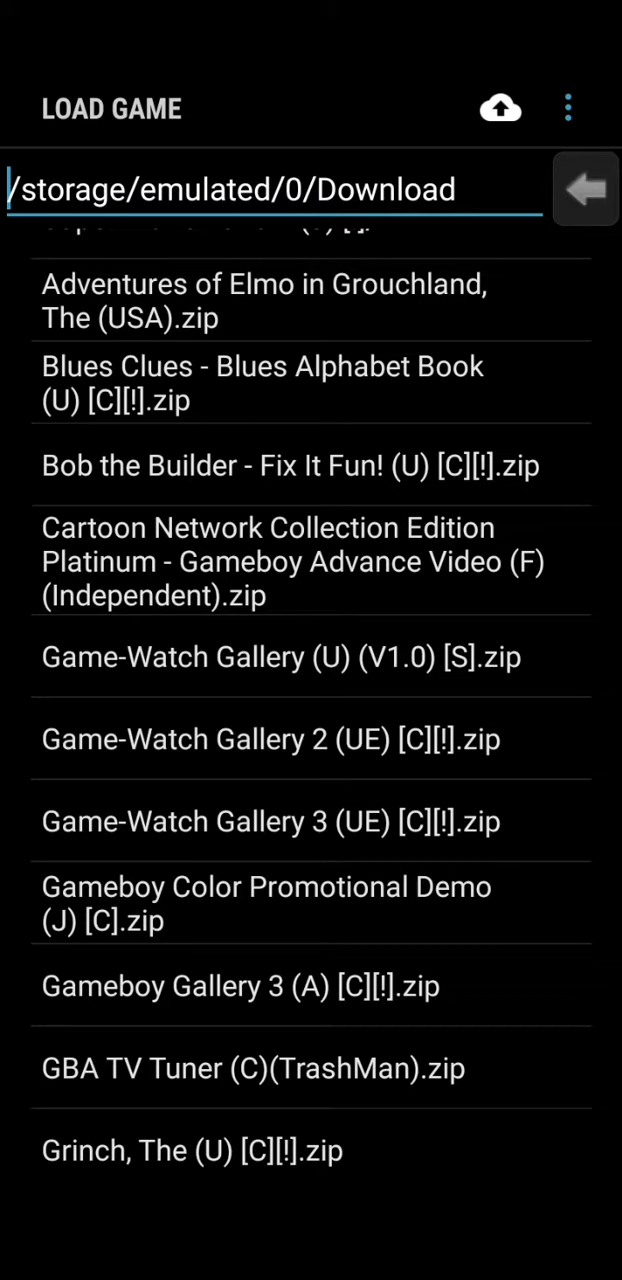 LOAD GAME
/storage/emulated/0/Download
Adventures of Elmo in Grouchland,
The (USA).zip
Blues Clues - Blues Alphabet Book
(U) [C][!].zip
Bob the Builder - Fix It Fun! (U) [C][!].zip
Cartoon Network Collection Edition
Platinum - Gameboy Advance Video (F)
(Independent).zip
Game-Watch Gallery (U) (V1.0) [S].zip
Game-Watch Gallery 2 (UE) [C][!].zip
Game-Watch Gallery 3 (UE) [C][!].zip
Gameboy Color Promotional Demo
(J) [C].zip
Gameboy Gallery 3 (A) [C][!].zip
GBA TV Tuner (C)(TrashMan).zip
Grinch, The (U) [C][!].zip